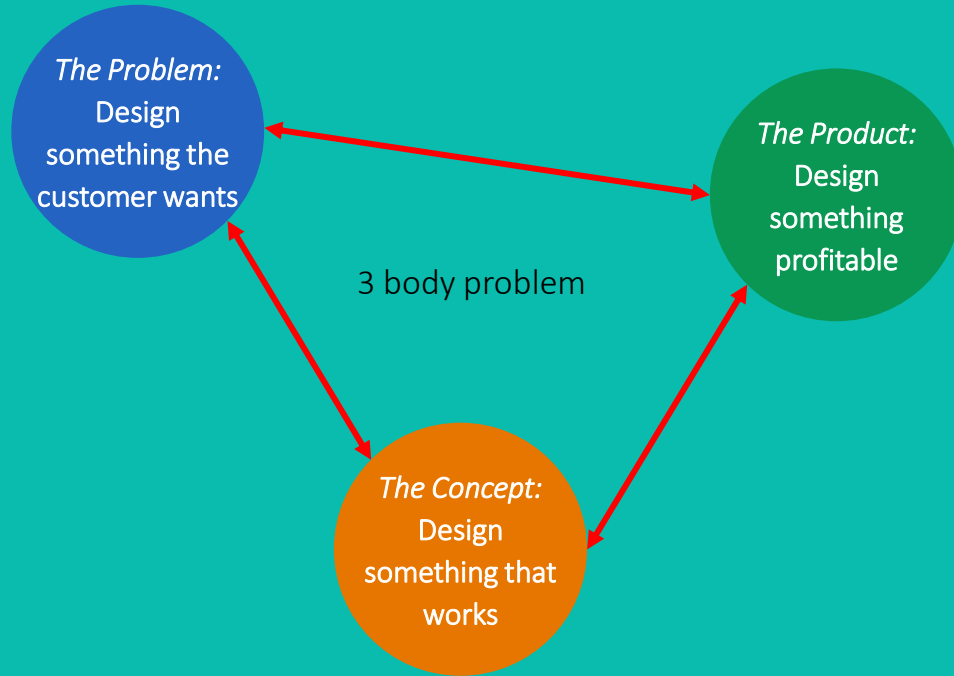 The Problem:
Design
something the
customer wants
The Product:
Design
something
profitable
3 body problem
The Concept:
Design
something that
works